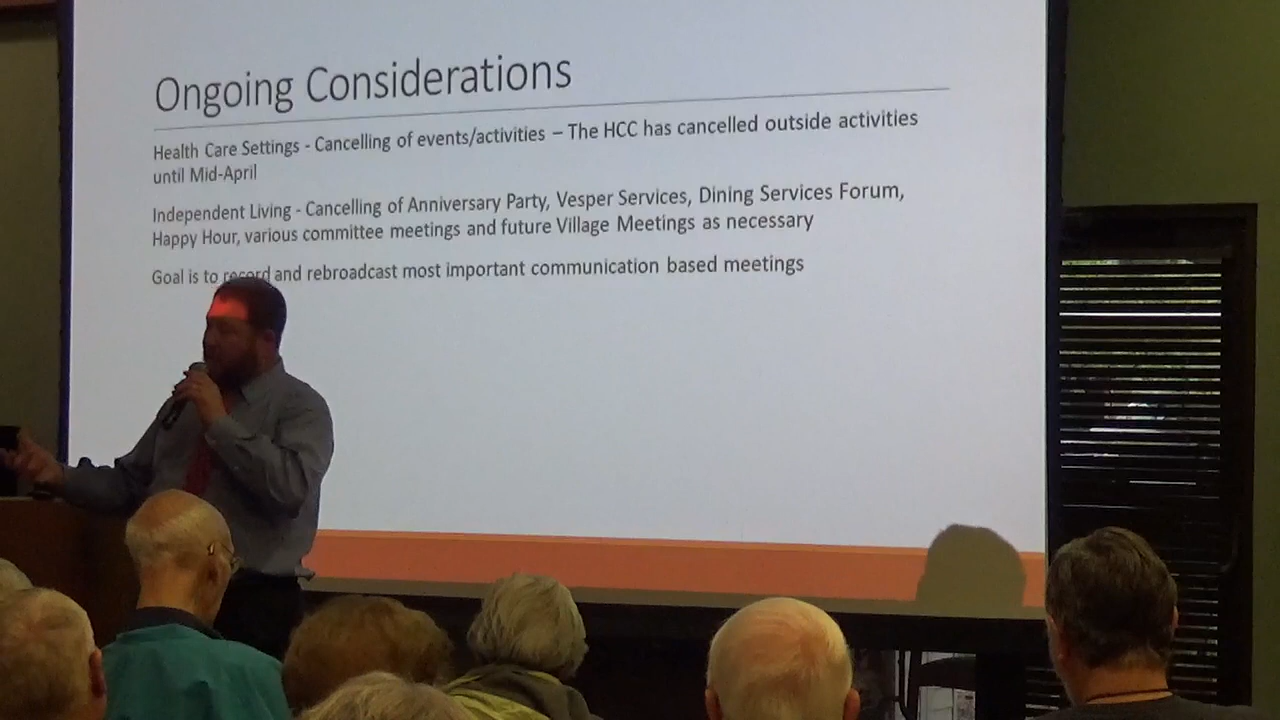 Ongoing Considerations
Health Care Settings - Cancelling of events/activities – The HCC has cancelled outside activities
until Mid-April
Independent Living - Cancelling of Anniversary Party, Vesper Services, Dining Services Forum,
Happy Hour, various committee meetings and future Village Meetings as necessary
Goal is to record and rebroadcast most important communication based meetings